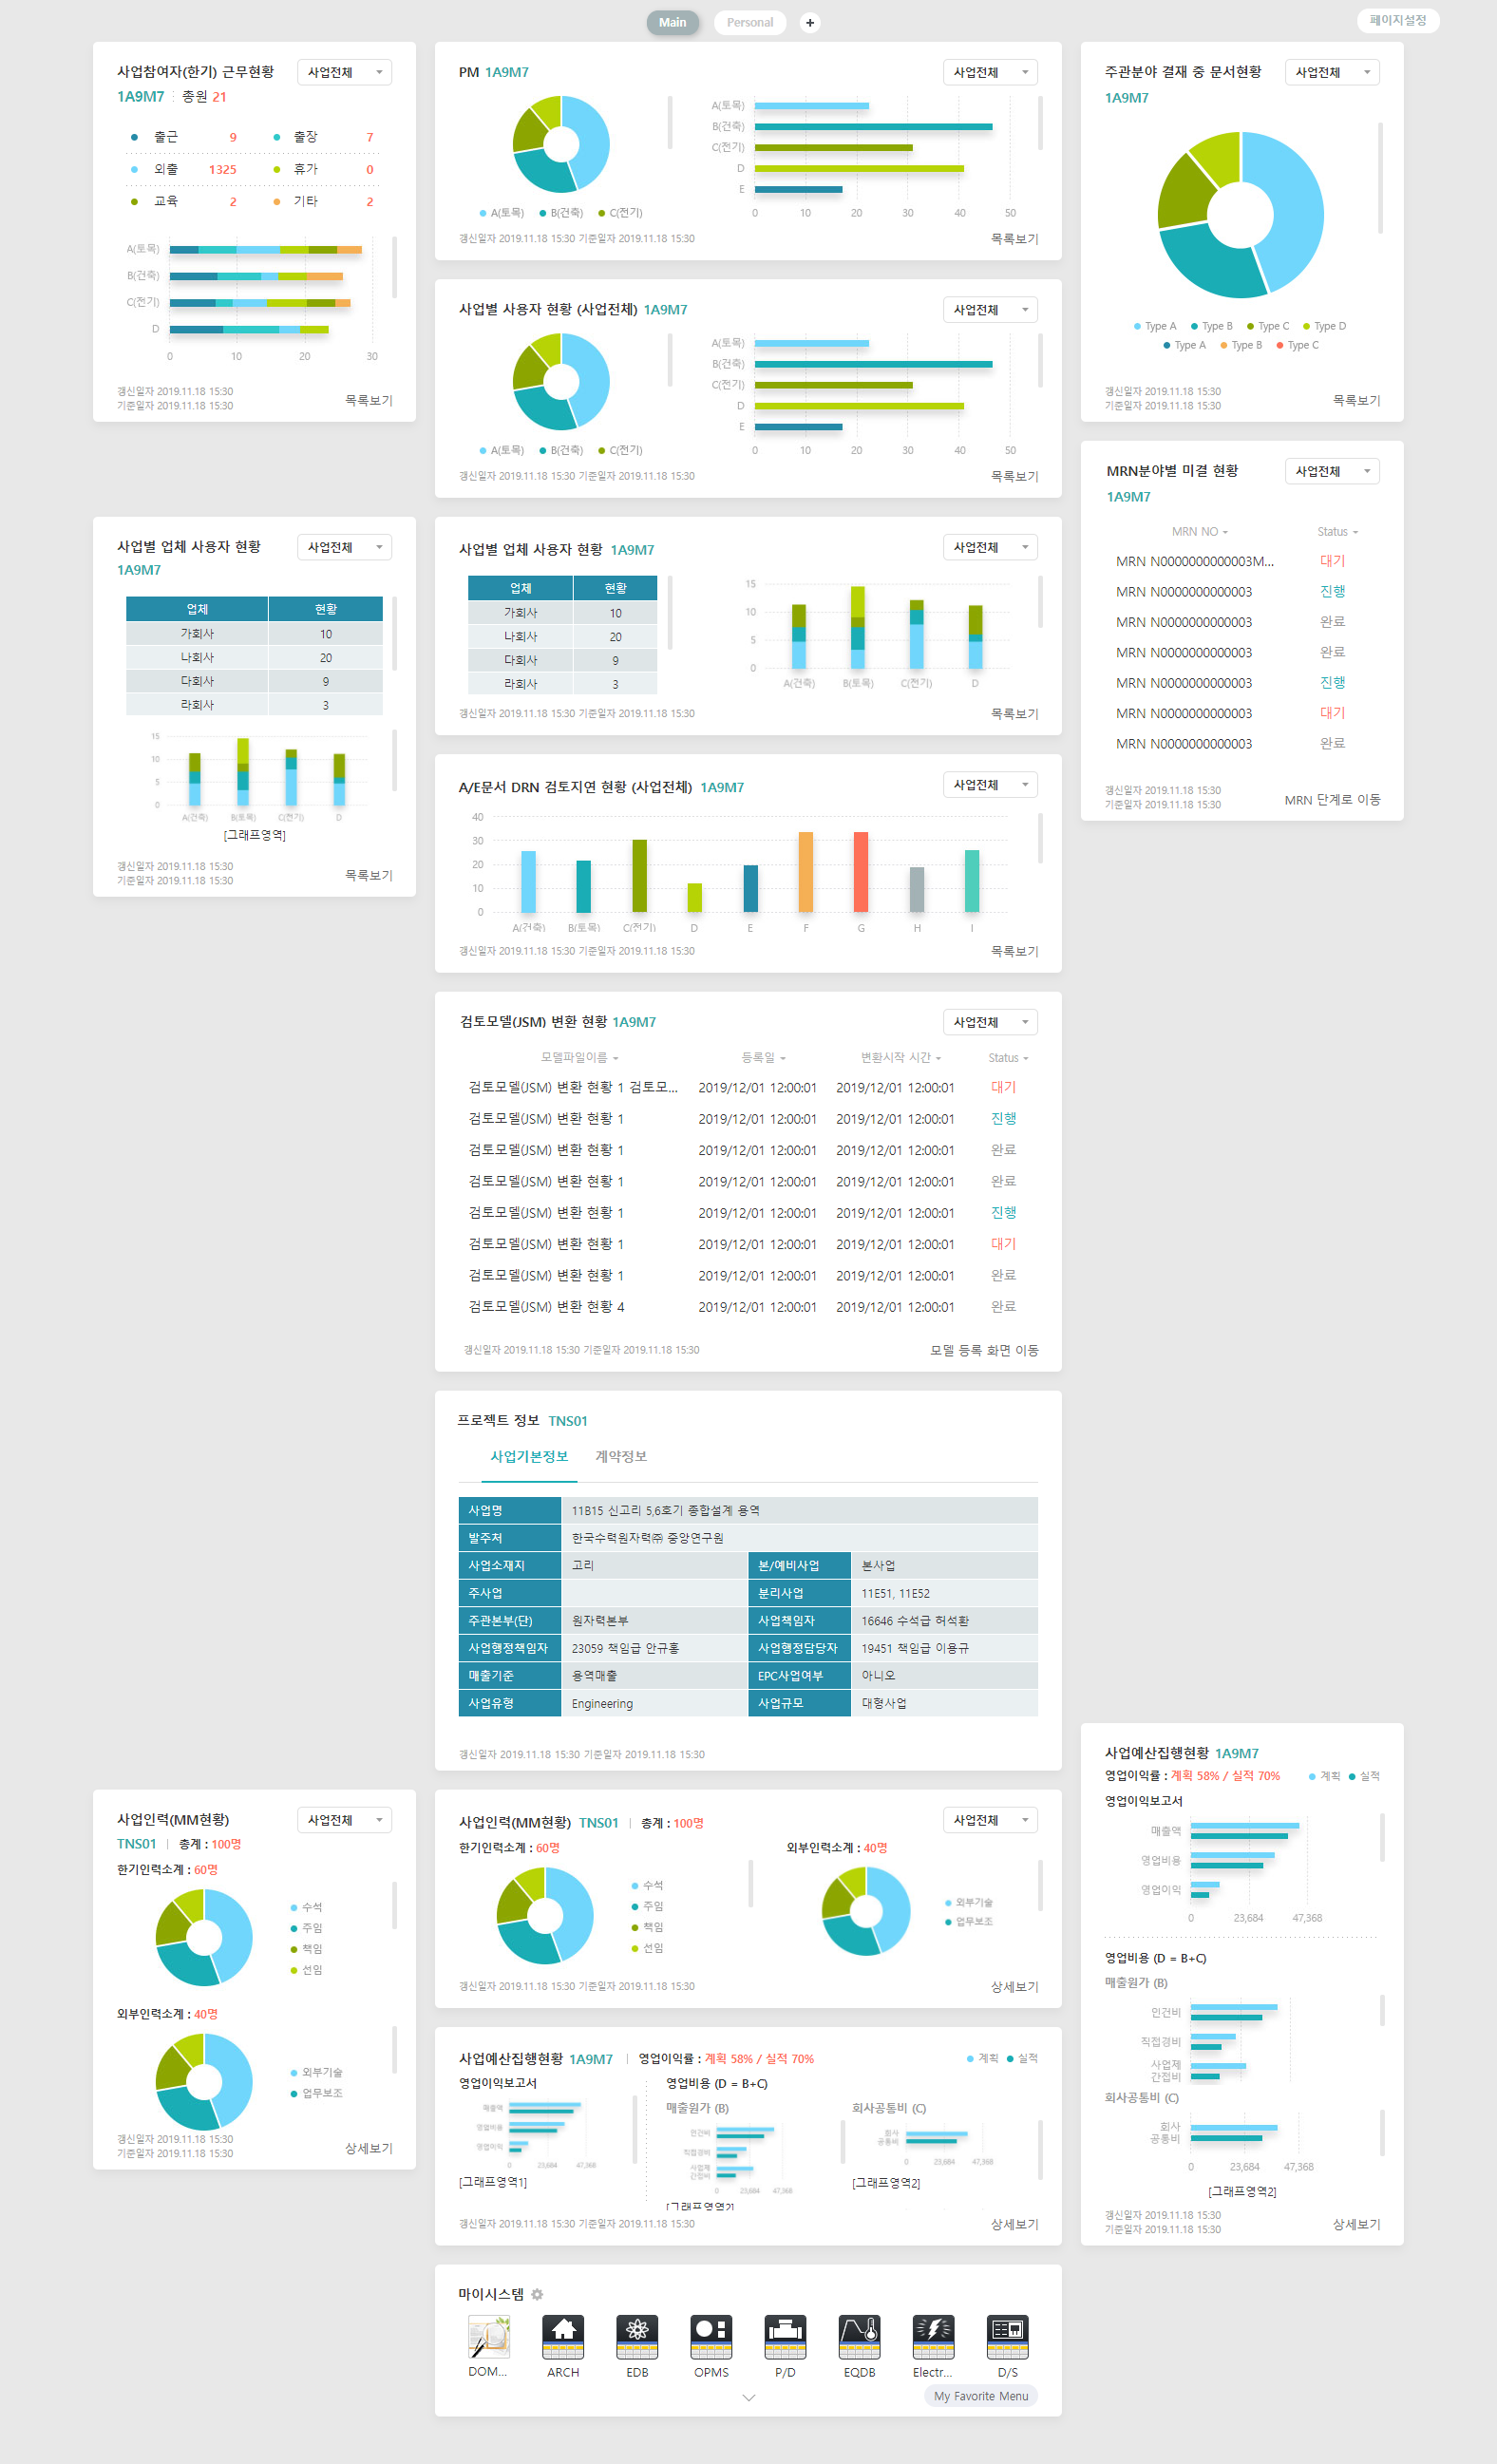 Main
Personal
+
페이지설정
사업참여자(한기) 근무현황
사업전체
1A9M7 총원 21
출근 9 출장 7
외출 1325 휴가 0
교육 2 기타 2
A(토목)
B(건축)
C(전기)
D
0 10 20 30
갱신일자 2019.11.18 15:30
기준일자 2019.11.18 15:30
목록보기
PM 1A9M7
사업전체
A(토목) B(건축) C(전기)
A(토목)
B(건축)
C(전기)
D
E
0 10 20 30 40 50
갱신일자 2019.11.18 15:30 기준일자 2019.11.18 15:30
목록보기
주관분야 결재 중 문서현황
사업전체
1A9M7
Type A Type B Type C Type D
Type A Type B Type C
갱신일자 2019.11.18 15:30
기준일자 2019.11.18 15:30
목록보기
사업별 사용자 현황 (사업전체) 1A9M7
사업전체
A(토목) B(건축) C(전기)
A(토목)
B(건축)
C(전기)
D
E
0 10 20 30 40 50
갱신일자 2019.11.18 15:30 기준일자 2019.11.18 15:30
목록보기
MRN분야별 미결 현황
사업전체
1A9M7
MRN NO Status
MRN N0000000000003M... 대기
MRN N0000000000003 진행
MRN N0000000000003 완료
MRN N0000000000003 완료
MRN N0000000000003 진행
MRN N0000000000003 대기
MRN N0000000000003 완료
갱신일자 2019.11.18 15:30
기준일자 2019.11.18 15:30
MRN 단계로 이동
사업별 업체 사용자 현황
사업전체
1A9M7
업체 현황
가회사 10
나회사 20
다회사 9
라회사 3
15
10
5
0
A(건축) B(토목) C(전기) D
[그래프영역]
갱신일자 2019.11.18 15:30
기준일자 2019.11.18 15:30
목록보기
사업별 업체 사용자 현황 1A9M7
사업전체
업체 현황
가회사 10
나회사 20
다회사 9
라회사 3
15
10
5
0
A(건축) B(토목) C(전기) D
갱신일자 2019.11.18 15:30 기준일자 2019.11.18 15:30
목록보기
A/E문서 DRN 검토지연 현황 (사업전체) 1A9M7
사업전체
40
30
20
10
0
A(건축) B(토목) C(전기) D E F G H I
갱신일자 2019.11.18 15:30 기준일자 2019.11.18 15:30
목록보기
검토모델(JSM) 변환 현황 1A9M7
사업전체
모델파일이름 등록일 변환시작 시간 Status
검토모델(JSM) 변환 현황 1 검토모... 2019/12/01 12:00:01 2019/12/01 12:00:01 대기
검토모델(JSM) 변환 현황 1 2019/12/01 12:00:01 2019/12/01 12:00:01 진행
검토모델(JSM) 변환 현황 1 2019/12/01 12:00:01 2019/12/01 12:00:01 완료
검토모델(JSM) 변환 현황 1 2019/12/01 12:00:01 2019/12/01 12:00:01 완료
검토모델(JSM) 변환 현황 1 2019/12/01 12:00:01 2019/12/01 12:00:01 진행
검토모델(JSM) 변환 현황 1 2019/12/01 12:00:01 2019/12/01 12:00:01 대기
검토모델(JSM) 변환 현황 1 2019/12/01 12:00:01 2019/12/01 12:00:01 완료
검토모델(JSM) 변환 현황 4 2019/12/01 12:00:01 2019/12/01 12:00:01 완료
갱신일자 2019.11.18 15:30 기준일자 2019.11.18 15:30
모델 등록 화면 이동
프로젝트 정보 TNS01
사업기본정보 계약정보
사업명 11B15 신고리 5,6호기 종합설계 용역
발주처 한국수력원자력㈜ 중앙연구원
사업소재지 고리 본/예비사업 본사업
주사업 분리사업 11E51, 11E52
주관본부(단) 원자력본부 사업책임자 16646 수석급 허석환
사업행정책임자 23059 책임급 안규홍 사업행정담당자 19451 책임급 이용규
매출기준 용역매출 EPC사업여부 아니오
사업유형 Engineering 사업규모 대형사업
갱신일자 2019.11.18 15:30 기준일자 2019.11.18 15:30
사업인력(MM현황)
사업전체
TNS01 총계 : 100명
한기인력소계 : 60명
수석
주임
책임
선임
외부인력소계 : 40명
외부기술
업무보조
갱신일자 2019.11.18 15:30
기준일자 2019.11.18 15:30
상세보기
사업인력(MM현황) TNS01 총계 : 100명
사업전체
한기인력소계 : 60명
수석
주임
책임
선임
외부인력소계 : 40명
외부기술
업무보조
갱신일자 2019.11.18 15:30 기준일자 2019.11.18 15:30
상세보기
사업예산집행현황 1A9M7
영업이익률 : 계획 58% / 실적 70% 계획 실적
영업이익보고서
매출액
영업비용
영업이익
0 23,684 47,368
영업비용 (D = B+C)
매출원가 (B)
인건비
직접경비
사업제
간접비
회사공통비 (C)
회사
공통비
0 23,684 47,368
[그래프영역2]
갱신일자 2019.11.18 15:30
기준일자 2019.11.18 15:30
상세보기
사업예산집행현황 1A9M7 영업이익률 : 계획 58% / 실적 70% 계획 실적
영업이익보고서
매출액
영업비용
영업이익
0 23,684 47,368
[그래프영역1]
영업비용 (D = B+C)
매출원가 (B)
인건비
직접경비
사업제
간접비
0 23,684 47,368
[그래프영역2]
회사공통비 (C)
회사
공통비
0 23,684 47,368
[그래프영역2]
갱신일자 2019.11.18 15:30 기준일자 2019.11.18 15:30
상세보기
마이시스템
DOM... ARCH EDB OPMS P/D EQDB Electr... D/S
My Favorite Menu